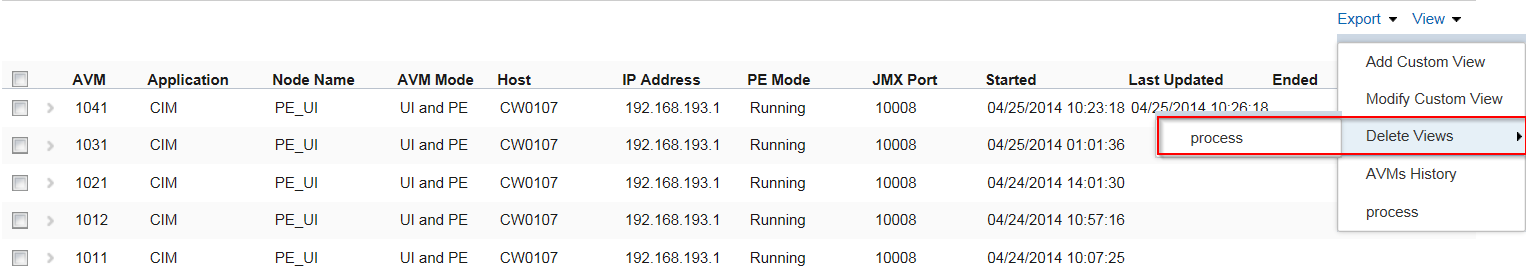 Export View
Add Custom View
AVM Application Node Name AVM Mode Host IP Address PE Mode JMX Port Started Last Updated Ended
Modify Custom View
1041 CIM PE_UI UI and PE CW0107 192.168.193.1 Running 10008 04/25/2014 10:23:18 04/25/2014 10:26:18
process Delete Views
1031 CIM PE_UI UI and PE CW0107 192.168.193.1 Running 10008 04/25/2014 01:01:36
AVMs History
1021 CIM PE_UI UI and PE CW0107 192.168.193.1 Running 10008 04/24/2014 14:01:30
process
1012 CIM PE_UI UI and PE CW0107 192.168.193.1 Running 10008 04/24/2014 10:57:16
1011 CIM PE_UI UI and PE CW0107 192.168.193.1 Running 10008 04/24/2014 10:07:25